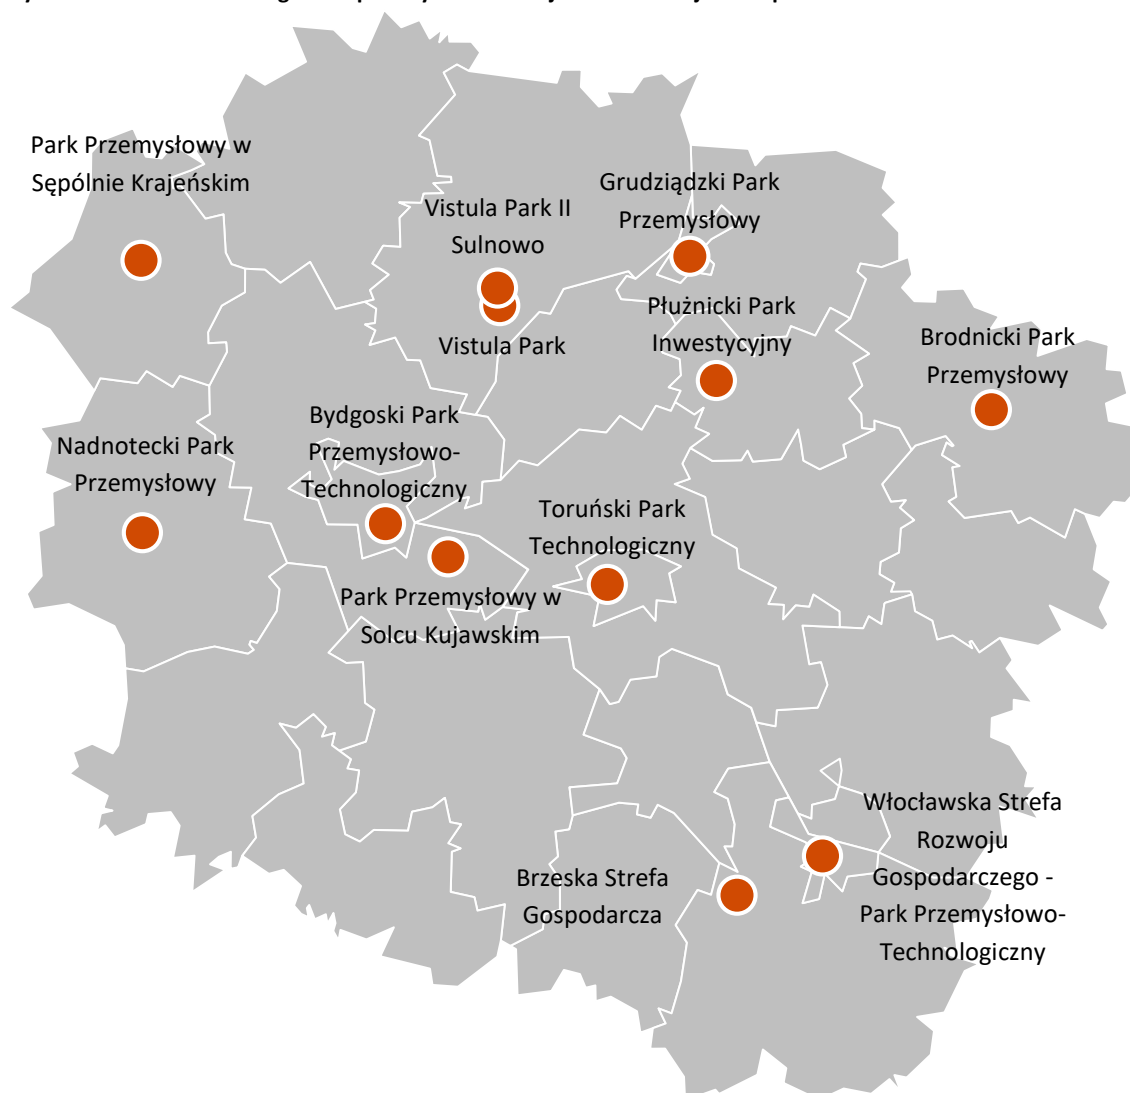 Park Przemysłowy w
Sępólnie Krajeńskim
Grudziądzki Park
Przemysłowy
Vistula Park II
Sulnowo
Vistula Park
Płużnicki Park
Inwestycyjny
Brodnicki Park
Przemysłowy
Bydgoski Park
Przemysłowo-
Technologiczny
Nadnotecki Park
Przemysłowy
Toruński Park
Technologiczny
Park Przemysłowy w
Solcu Kujawskim
Włocławska Strefa
Rozwoju
Gospodarczego -
Park Przemysłowo-
Technologiczny
Brzeska Strefa
Gospodarcza